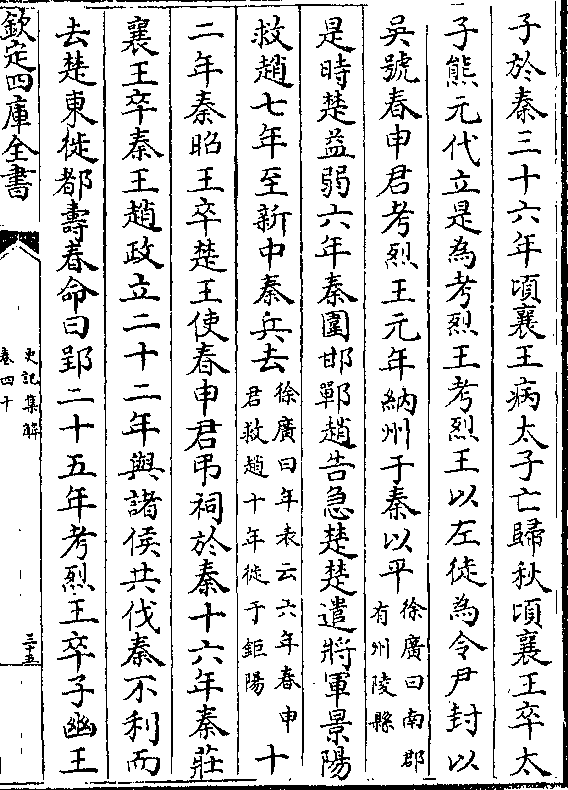 子於秦三十六年頃襄王病太子亡歸秋頃襄王卒太
子熊元代立是為考烈王考烈王以左徒為令尹封以
吳號春申君考烈王元年納州于秦以平徐廣曰南郡有州陵縣
是時楚益弱六年秦圍邯鄲趙告急楚楚遣將軍景陽
救趙七年至新中秦兵去徐廣曰年表云六年春申君救趙十年徙于鉅陽十
二年秦昭王卒楚王使春申君弔祠於秦十六年秦莊
襄王卒秦王趙政立二十二年與諸侯共伐秦不利而
去楚東徙都壽春命曰郢二十五年考烈王卒子幽王
欽定四庫全書
史記集解
卷四十
三十五